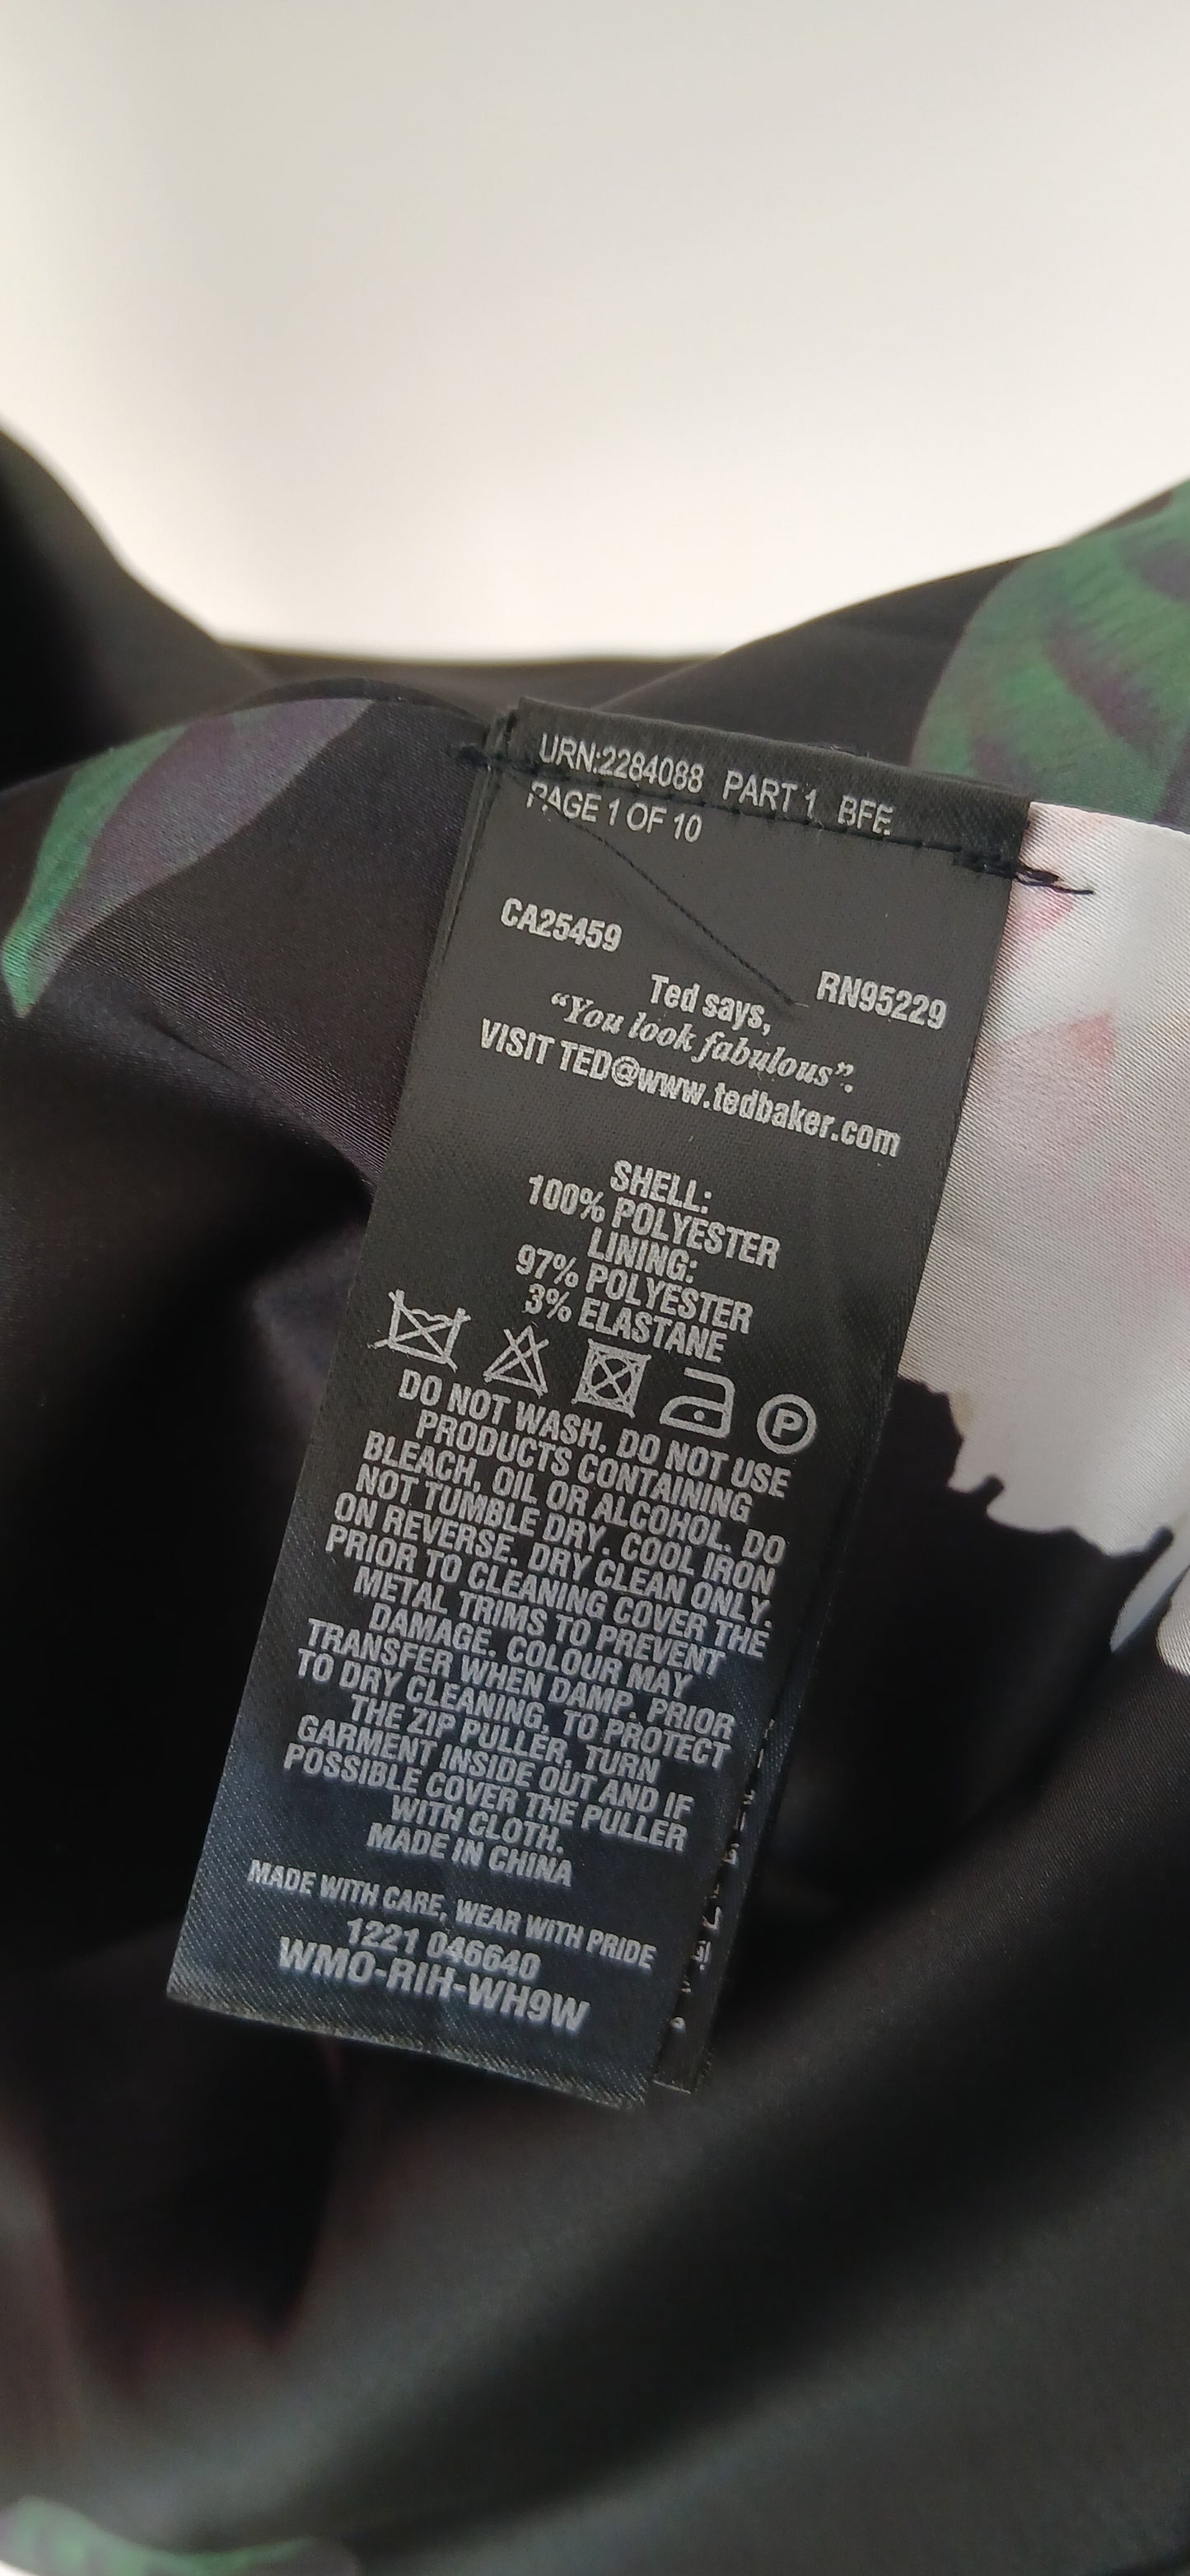 URN:2284088 PART 1 BFE
PAGE 1 OF 10
CA25459
RN95229
Ted says,
“You look fabulous”.
VISIT TED@www.tedbaker.com
SHELL:
100% POLYESTER
LINING:
97% POLYESTER
3% ELASTANE
P
DO NOT WASH. DO NOT USE
PRODUCTS CONTAINING
BLEACH, OIL OR ALCOHOL. DO
NOT TUMBLE DRY. COOL IRON
ON REVERSE. DRY CLEAN ONLY.
PRIOR TO CLEANING COVER THE
METAL TRIMS TO PREVENT
DAMAGE. COLOUR MAY
TRANSFER WHEN DAMP. PRIOR
TO DRY CLEANING, TO PROTECT
THE ZIP PULLER, TURN
GARMENT INSIDE OUT AND IF
POSSIBLE COVER THE PULLER
WITH CLOTH.
MADE IN CHINA
MADE WITH CARE, WEAR WITH PRIDE
1221 046640
WMO-RIH-WH9W